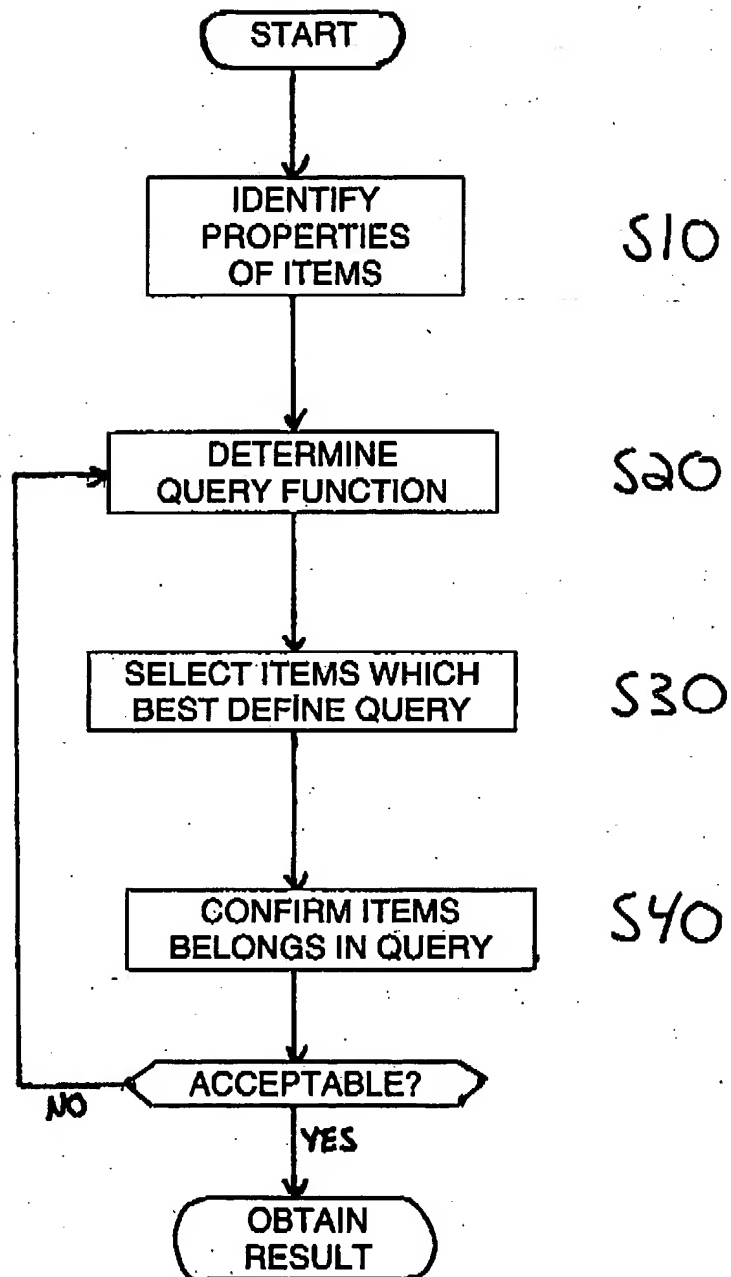 START
IDENTIFY
PROPERTIES
OF ITEMS
S10
DETERMINE
QUERY FUNCTION
S20
SELECT ITEMS WHICH
BEST DEFINE QUERY
S30
CONFIRM ITEMS
BELONGS IN QUERY
S40
ACCEPTABLE?
NO
YES
OBTAIN
RESULT